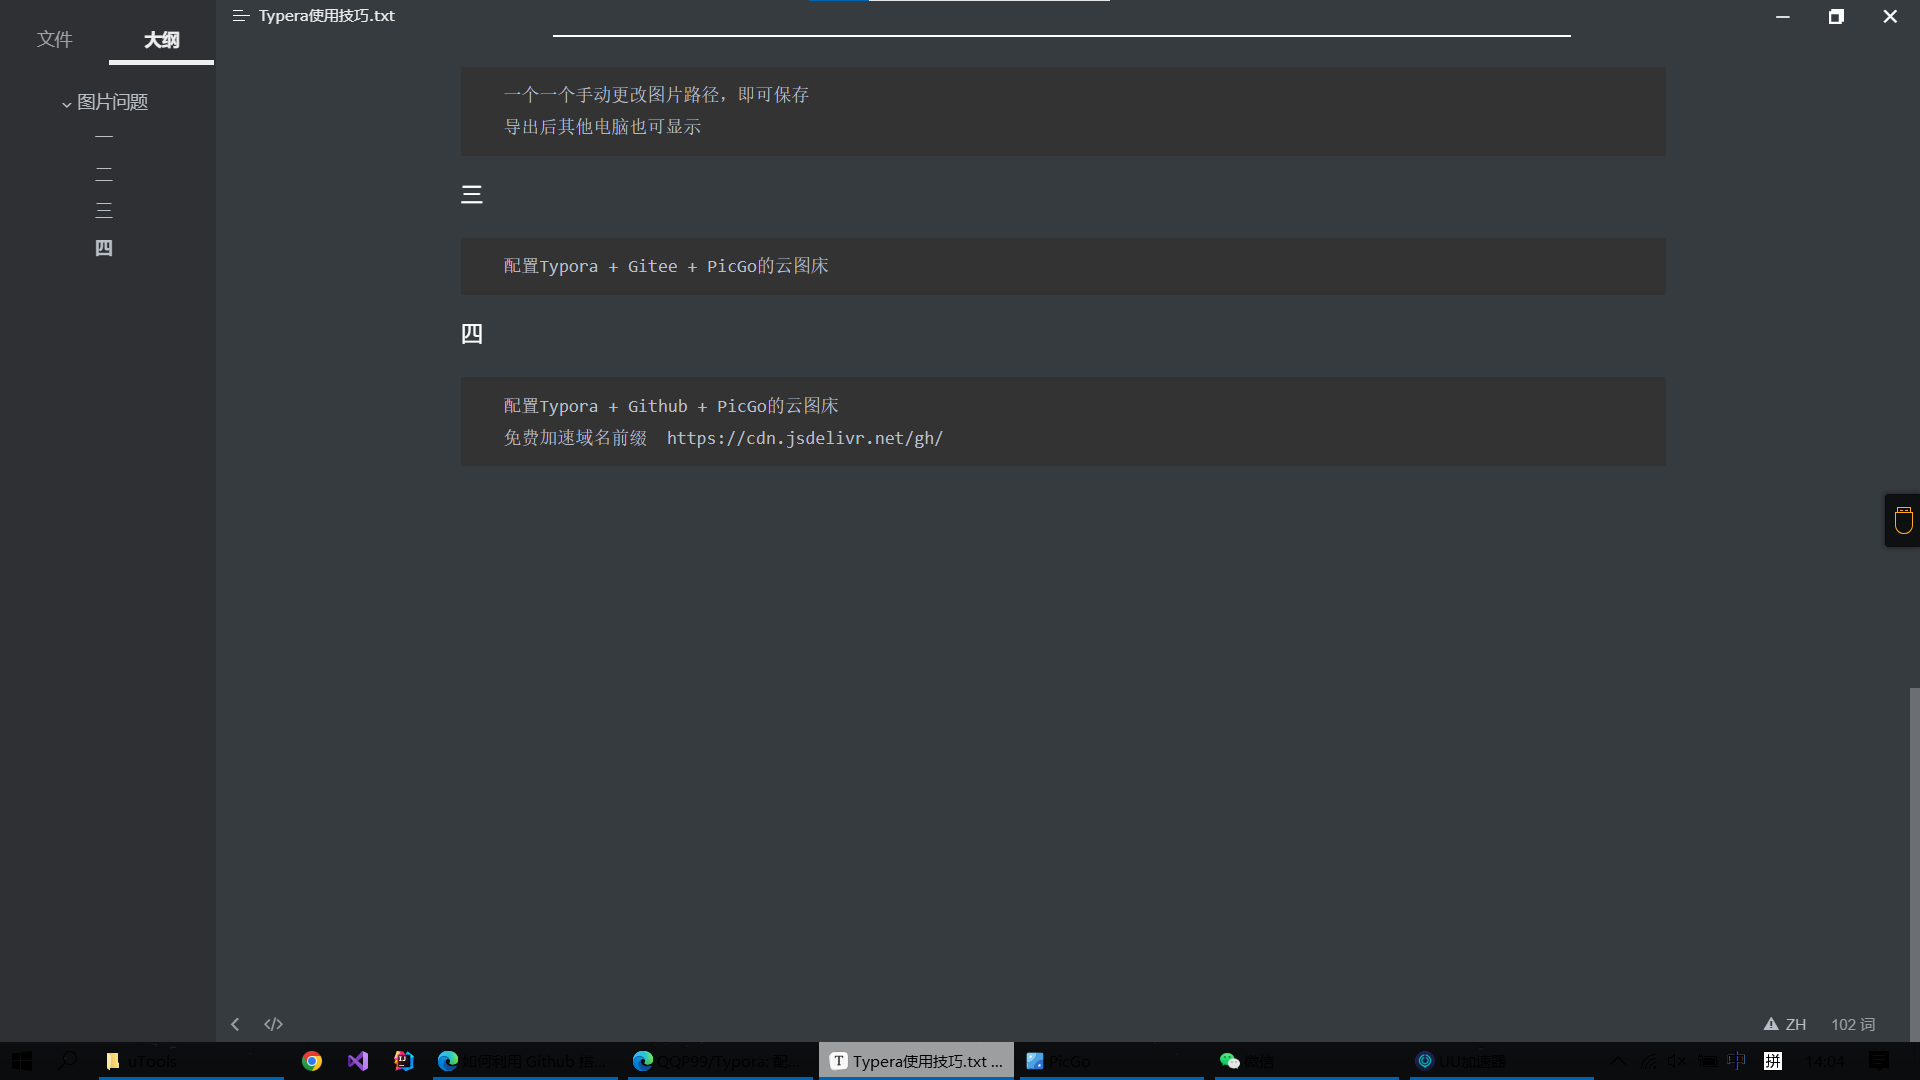 文件
大纲
图片问题
一
二
三
四
Typera使用技巧.txt
一个一个手动更改图片路径，即可保存
导出后其他电脑也可显示
三
配置Typora + Gitee + PicGo的云图床
四
配置Typora + Github + PicGo的云图床
免费加速域名前缀  https://cdn.jsdelivr.net/gh/
ZH
102 词
uTools
如何利用 Github 搭...
QQP99/Typora: 配...
Typera使用技巧.txt ...
PicGo
微信
UU加速器
中
拼
14:04